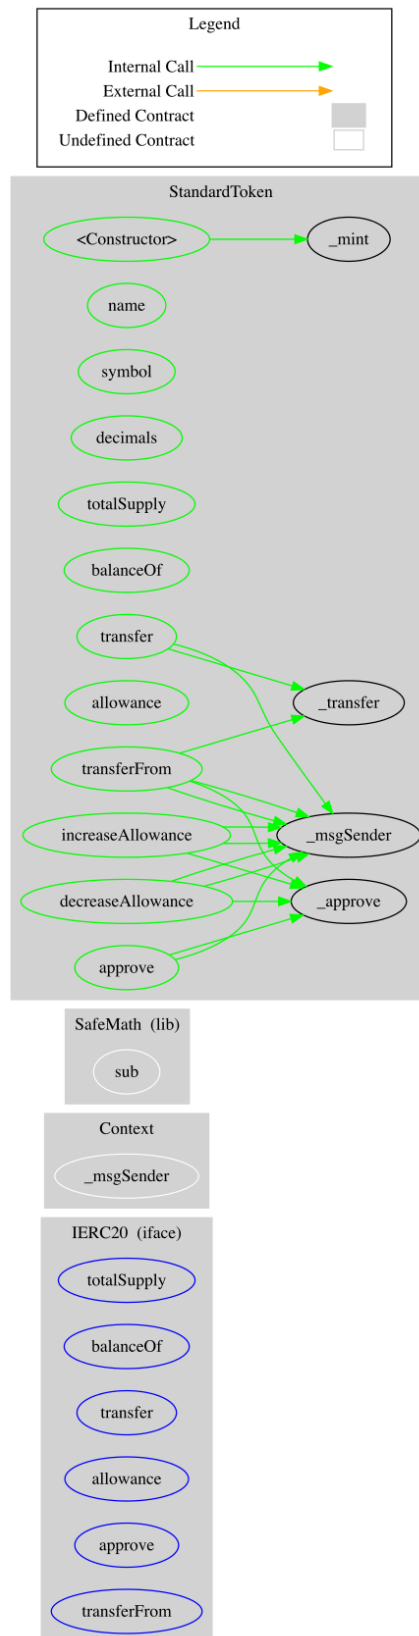 Legend
Internal Call
External Call
Defined Contract
Undefined Contract
StandardToken
<Constructor>
_mint
name
symbol
decimals
totalSupply
balanceOf
transfer
allowance
_transfer
transferFrom
increaseAllowance
_msgSender
decreaseAllowance
_approve
approve
SafeMath (lib)
sub
Context
_msgSender
IERC20 (iface)
totalSupply
balanceOf
transfer
allowance
approve
transferFrom